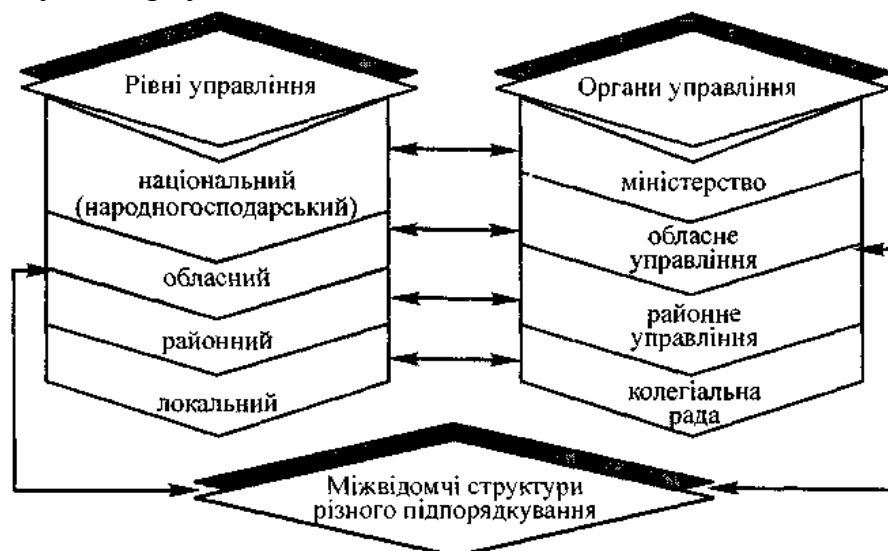 Рівні управління
національний
(народногосподарський)
обласний
районний
локальний
Органи управління
міністерство
обласне
управління
районне
управління
колегіальна
рада
Міжвідомчі структури
різного підпорядкування